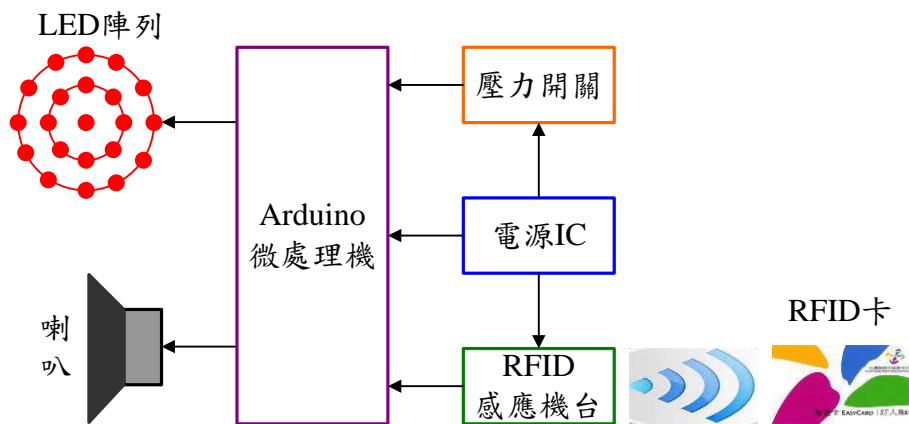 LED陣列
壓力開關
Arduino
微處理機
電源IC
喇
叭
RFID
感應機台
RFID卡
EASYCARD